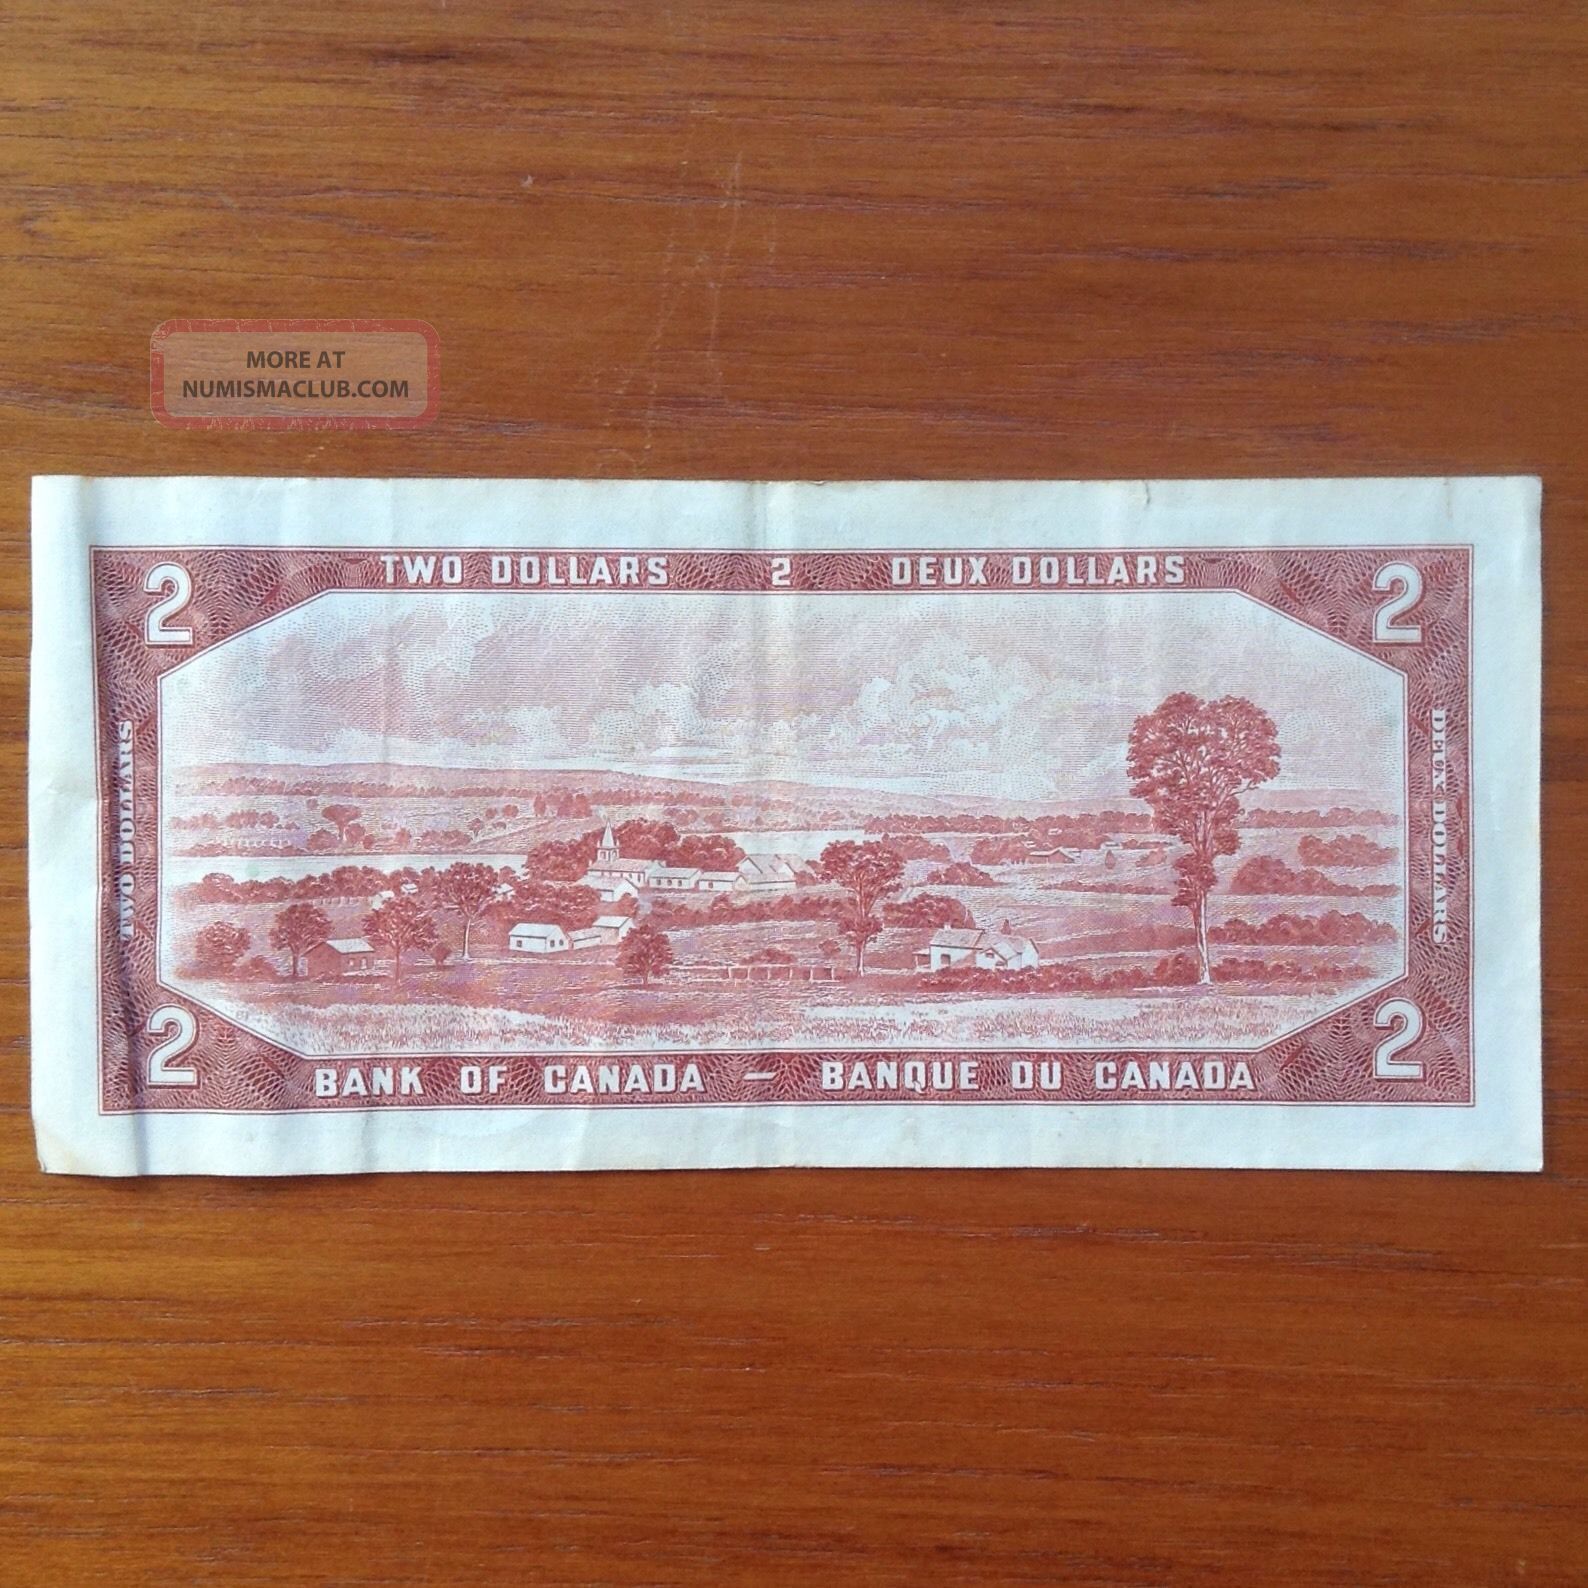 MORE AT
NUMISMACLUB.COM
TWO DOLLARS 2 DEUX DOLLARS
2 2
TWO DOLLARS
DEUX DOLLARS
2 2
BANK OF CANADA – BANQUE DU CANADA